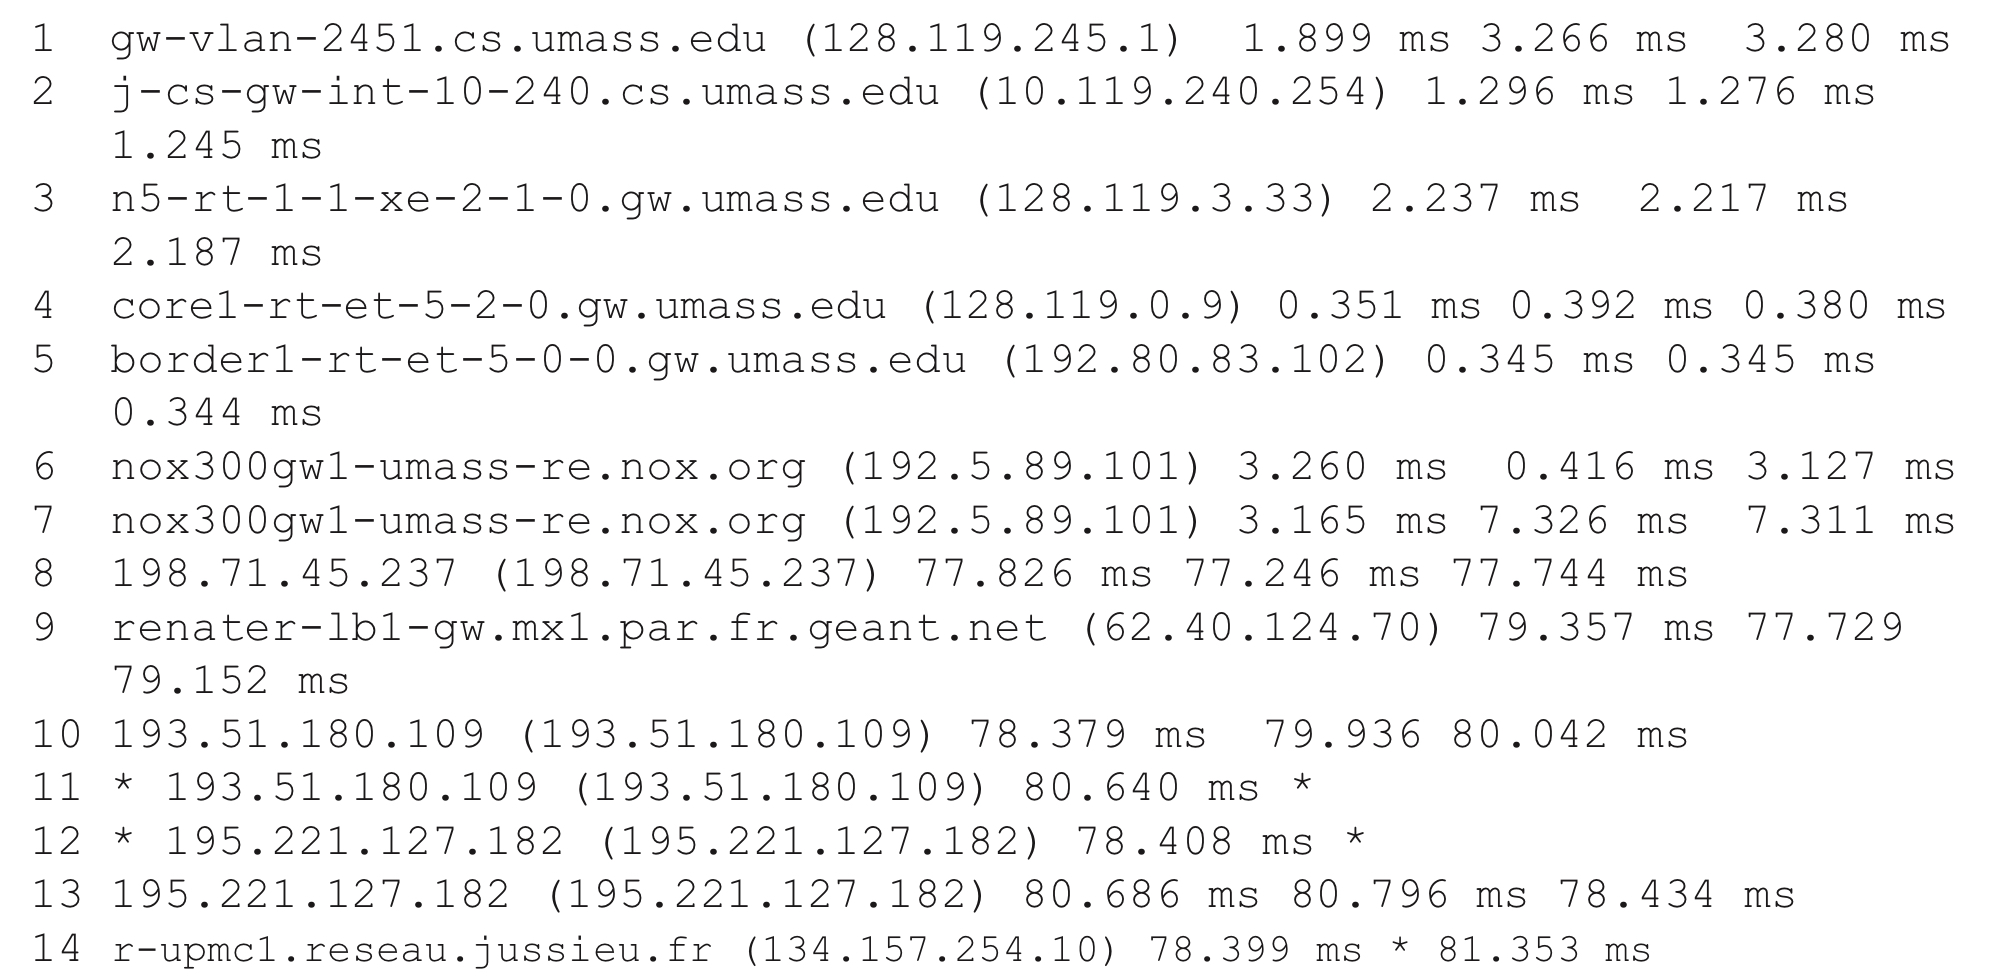 1 gw-vlan-2451.cs.umass.edu (128.119.245.1) 1.899 ms 3.266 ms 3.280 ms
2 j-cs-gw-int-10-240.cs.umass.edu (10.119.240.254) 1.296 ms 1.276 ms
1.245 ms
3 n5-rt-1-1-xe-2-1-0.gw.umass.edu (128.119.3.33) 2.237 ms 2.217 ms
2.187 ms
4 core1-rt-et-5-2-0.gw.umass.edu (128.119.0.9) 0.351 ms 0.392 ms 0.380 ms
5 border1-rt-et-5-0-0.gw.umass.edu (192.80.83.102) 0.345 ms 0.345 ms
0.344 ms
6 nox300gw1-umass-re.nox.org (192.5.89.101) 3.260 ms 0.416 ms 3.127 ms
7 nox300gw1-umass-re.nox.org (192.5.89.101) 3.165 ms 7.326 ms 7.311 ms
8 198.71.45.237 (198.71.45.237) 77.826 ms 77.246 ms 77.744 ms
9 renater-lb1-gw.mx1.par.fr.geant.net (62.40.124.70) 79.357 ms 77.729
79.152 ms
10 193.51.180.109 (193.51.180.109) 78.379 ms 79.936 80.042 ms
11 * 193.51.180.109 (193.51.180.109) 80.640 ms *
12 * 195.221.127.182 (195.221.127.182) 78.408 ms *
13 195.221.127.182 (195.221.127.182) 80.686 ms 80.796 ms 78.434 ms
14 r-upmc1.reseau.jussieu.fr (134.157.254.10) 78.399 ms * 81.353 ms